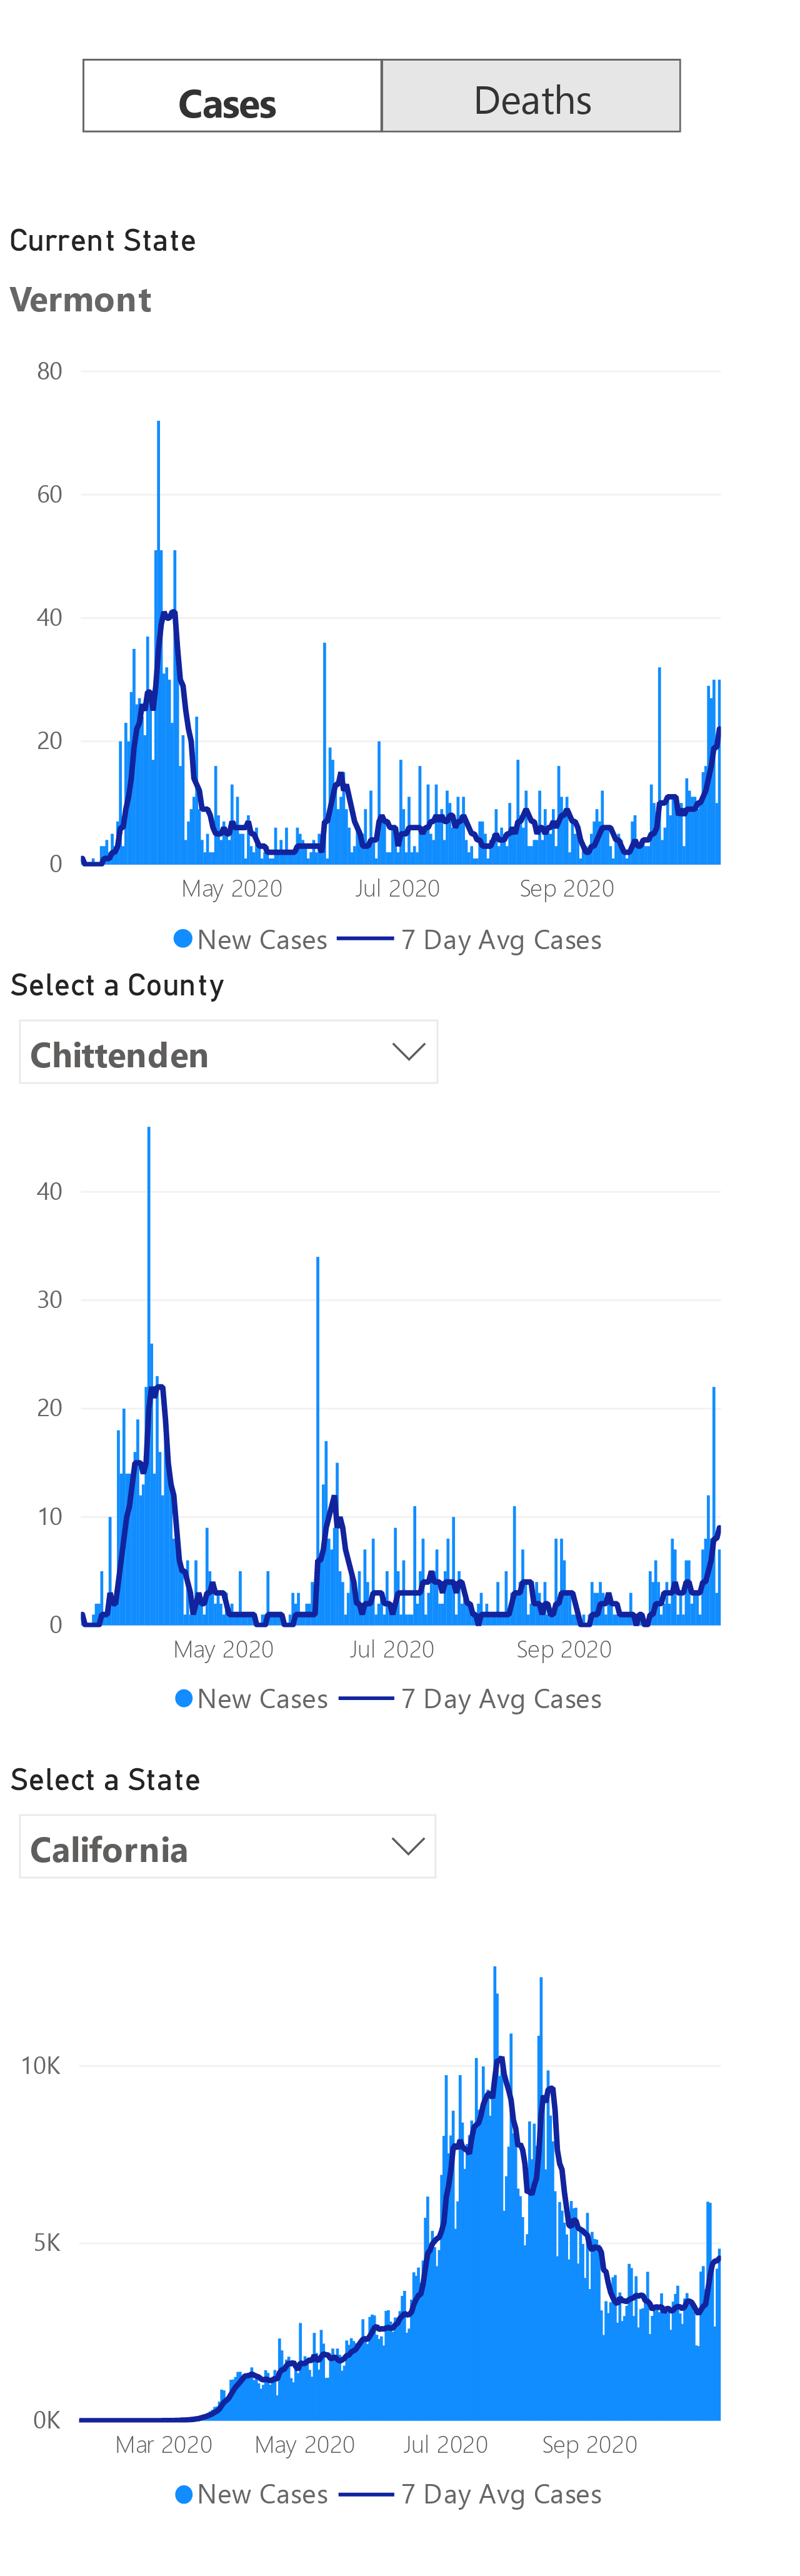 Cases Deaths
Current State
Vermont
80
60
40
20
0
May 2020 Jul 2020 Sep 2020
New Cases 7 Day Avg Cases
Select a County
Chittenden
40
30
20
10
0
May 2020 Jul 2020 Sep 2020
New Cases 7 Day Avg Cases
Select a State
California
10K
5K
0K
Mar 2020 May 2020 Jul 2020 Sep 2020
New Cases 7 Day Avg Cases